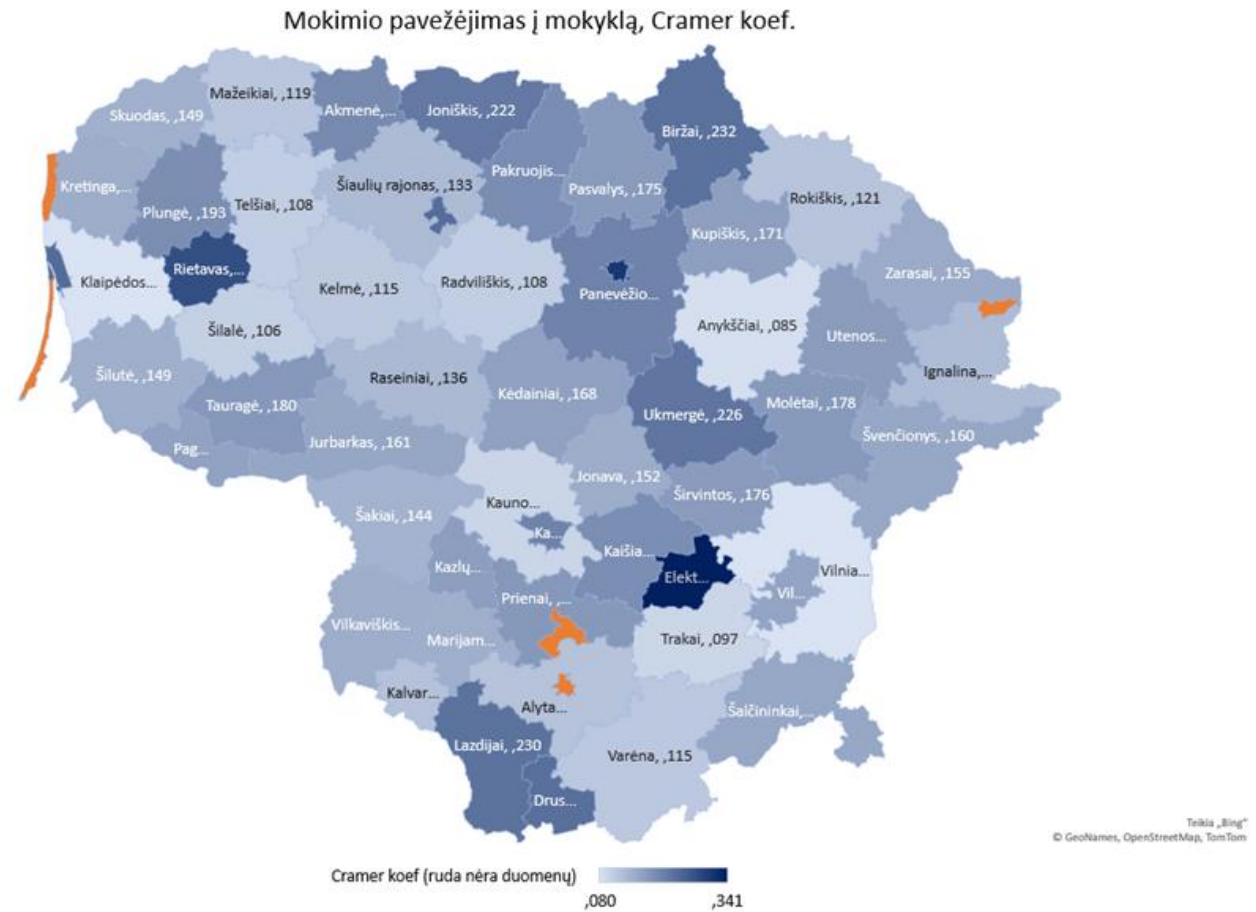 Mokimio pavežėjimas į mokyklą, Cramer koef.
Mažeikiai, ,119
Skuodas, ,149
Akmenė,...
Joniškis, ,222
Biržai, ,232
Kretinga,...
Plungė, ,193
Telšiai, ,108
Šiaulių rajonas, ,133
Pakruojis...
Pasvalys, ,175
Rokiškis, ,121
Kupiškis, ,171
Klaipėdos...
Rietavas,...
Kelmė, ,115
Radviliškis, ,108
Panevėžio...
Zarasai, ,155
Šilalė, ,106
Anykščiai, ,085
Utenos...
Ignalina,...
Šilutė, ,149
Raseiniai, ,136
Tauragė, ,180
Kėdainiai, ,168
Ukmergė, ,226
Molėtai, ,178
Pag...
Jurbarkas, ,161
Švenčionys, ,160
Jonava, ,152
Širvintos, ,176
Šakiai, ,144
Kauno...
Ka...
Kaišia...
Kazlų...
Elekt...
Vilnia...
Vil...
Prienai, ,...
Vilkaviškis...
Marijam...
Trakai, ,097
Kalvar...
Alyta...
Šalčininkai,...
Lazdijai, ,230
Varėna, ,115
Drus...
Teikia „Bing“
© GeoNames, OpenStreetMap, TomTom
Cramer koef (ruda nėra duomenų)
,080
,341